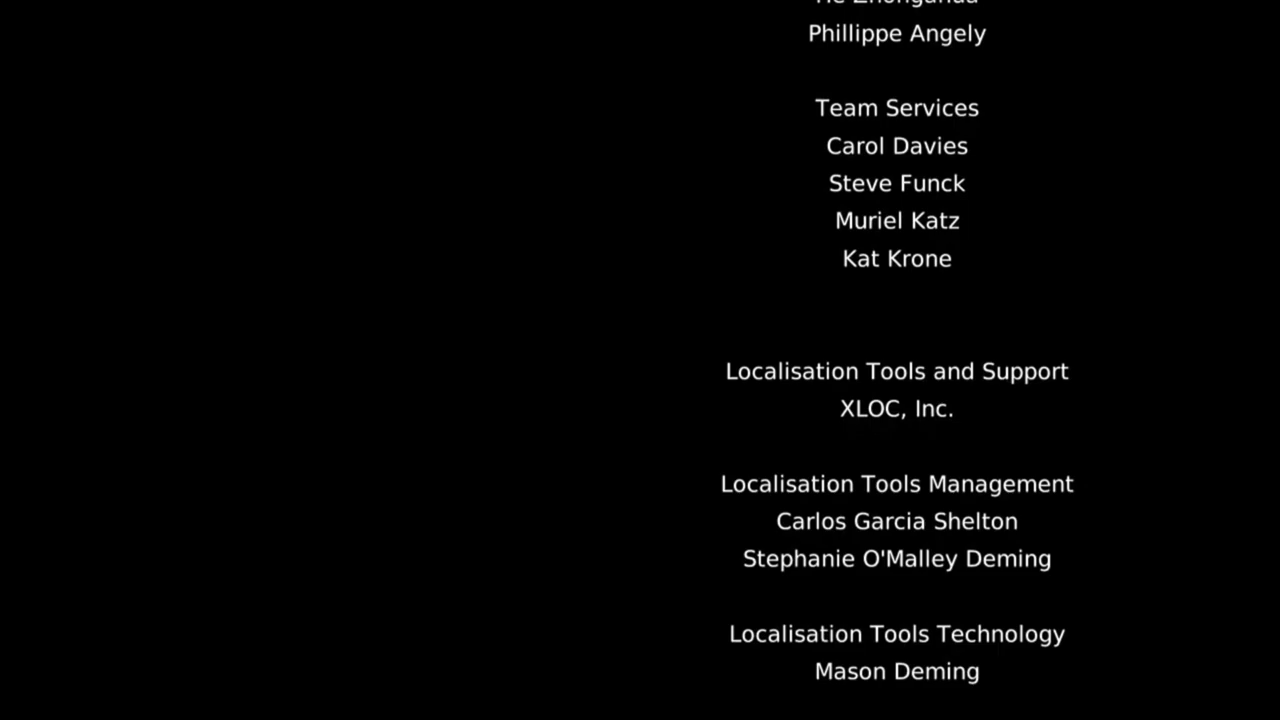 Phillippe Angely
Team Services
Carol Davies
Steve Funck
Muriel Katz
Kat Krone
Localisation Tools and Support
XLOC, Inc.
Localisation Tools Management
Carlos Garcia Shelton
Stephanie O'Malley Deming
Localisation Tools Technology
Mason Deming